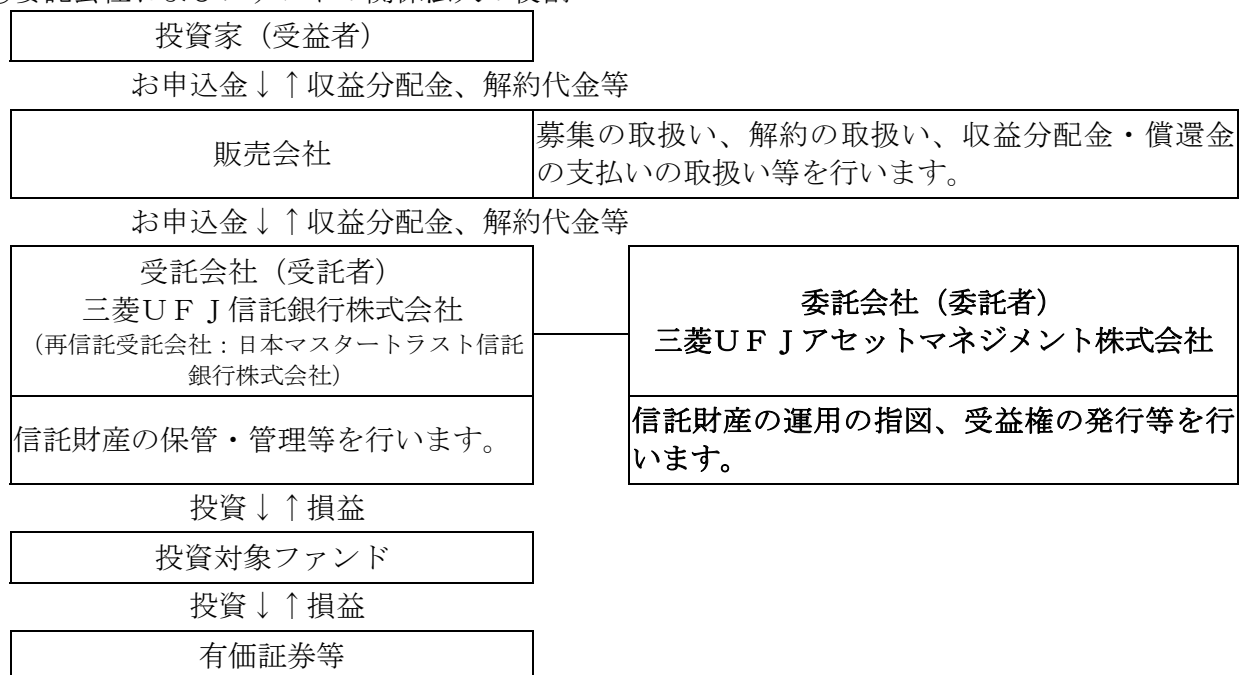 投資家（受益者）
お申込金↓↑収益分配金、解約代金等
販売会社
募集の取扱い、解約の取扱い、収益分配金・償還金
の支払いの取扱い等を行います。
お申込金↓↑収益分配金、解約代金等
受託会社（受託者）
三菱ＵＦＪ信託銀行株式会社
（再信託受託会社：日本マスタートラスト信託
銀行株式会社）
委託会社（委託者）
三菱ＵＦＪアセットマネジメント株式会社
信託財産の保管・管理等を行います。
信託財産の運用の指図、受益権の発行等を行
います。
投資↓↑損益
投資対象ファンド
投資↓↑損益
有価証券等